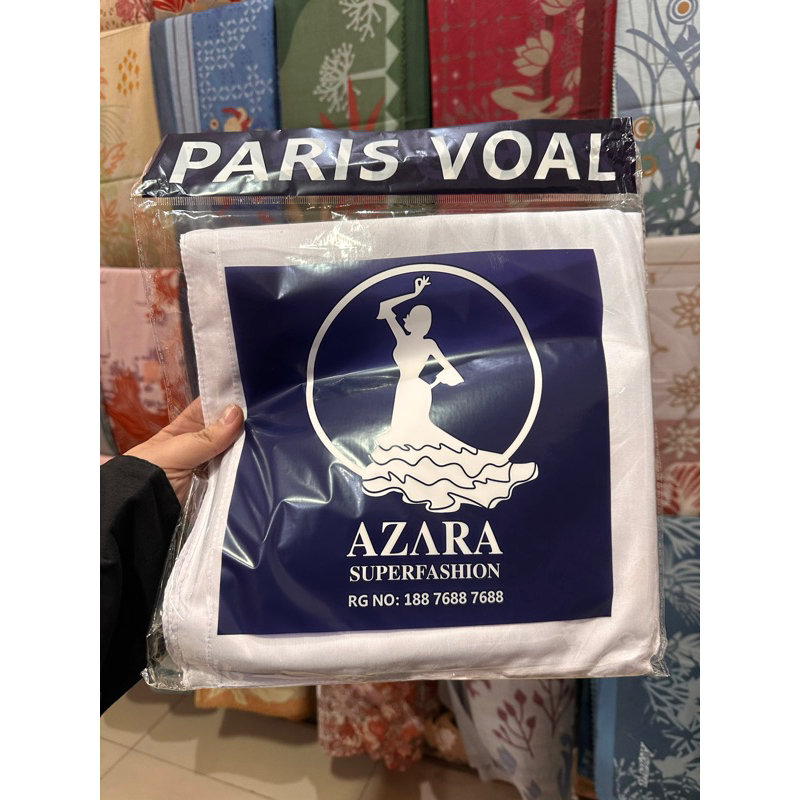 PARIS VOAL
AZARA
SUPERFASHION
RG NO: 188 7688 7688